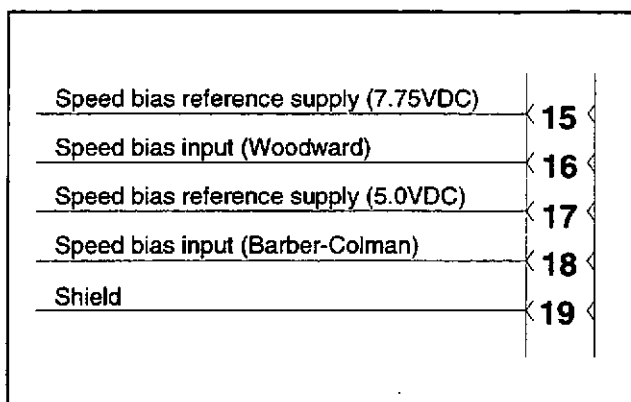 Speed bias reference supply (7.75VDC) 15
Speed bias input (Woodward) 16
Speed bias reference supply (5.0VDC) 17
Speed bias input (Barber-Colman) 18
Shield 19